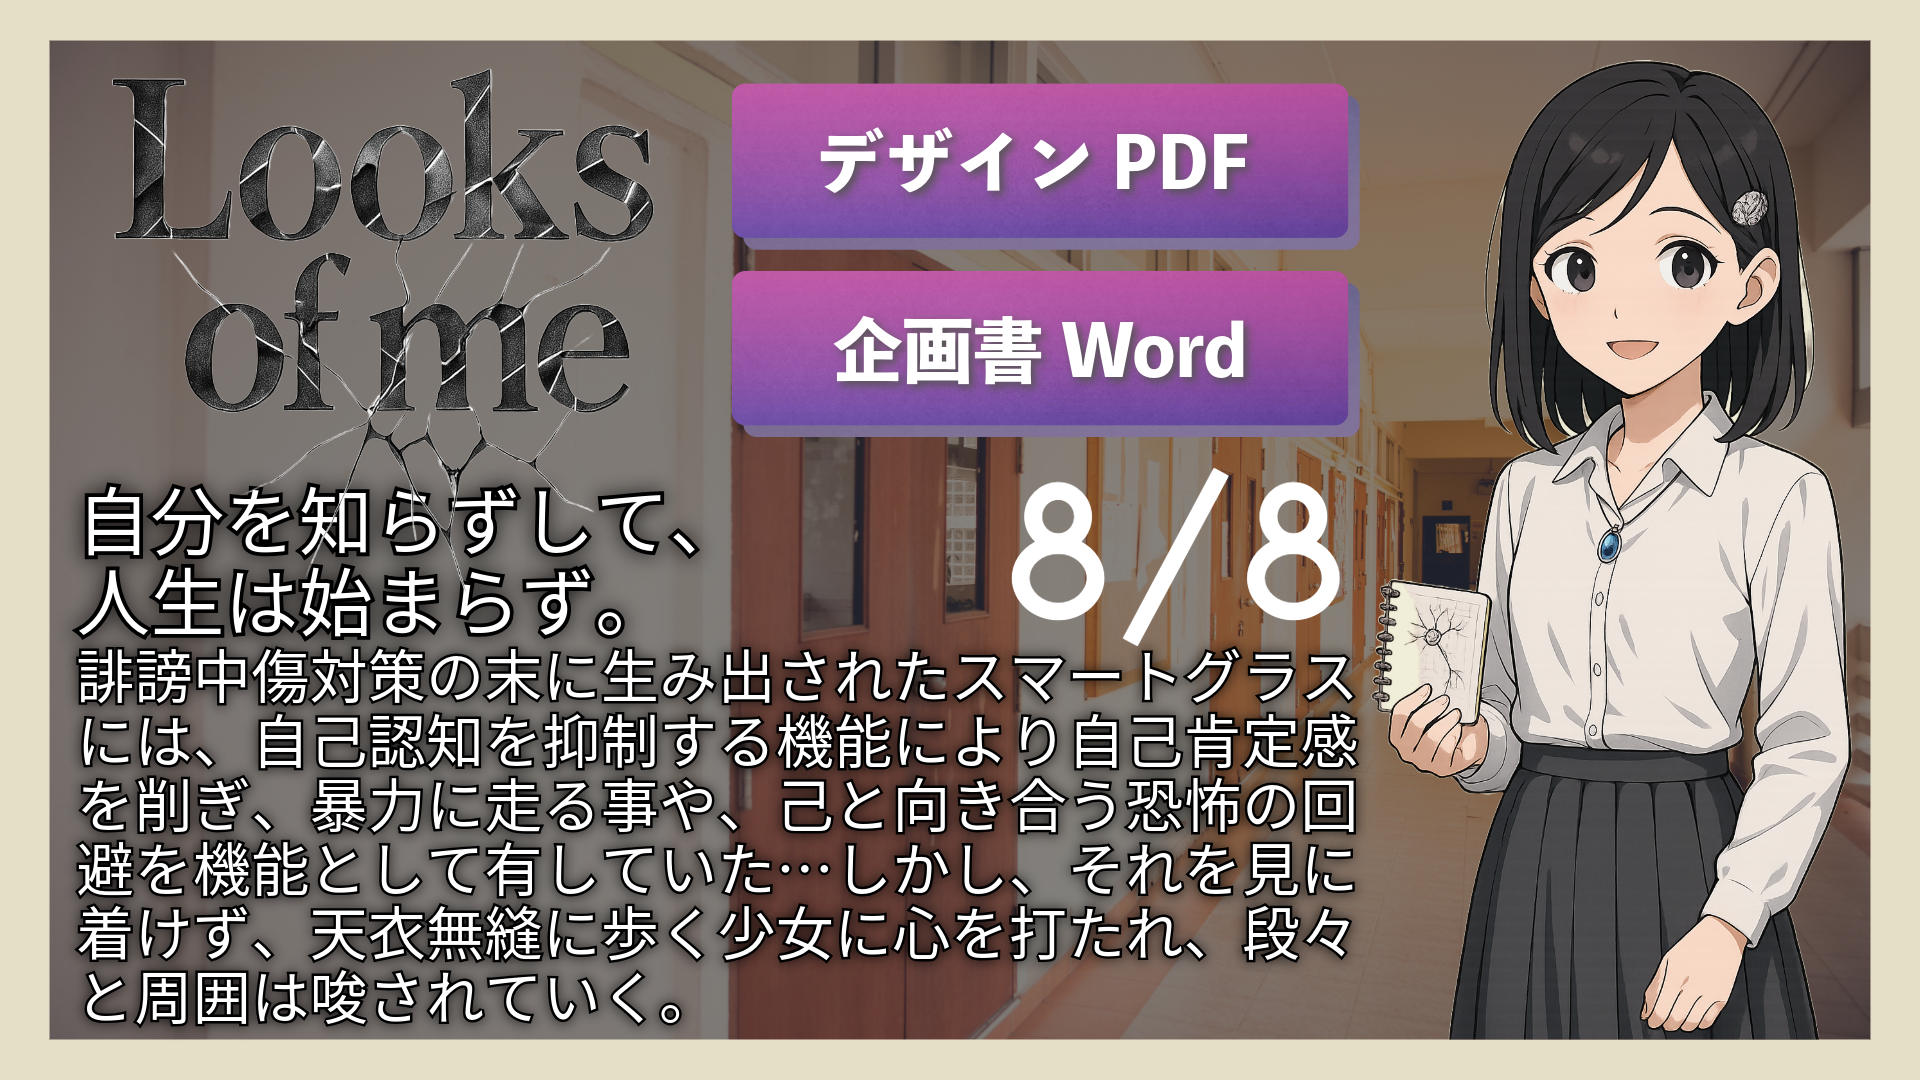 Looks
of me
デザイン PDF
企画書 Word
8/8
自分を知らずして、
人生は始まらず。
誹謗中傷対策の末に生み出されたスマートグラス
には、自己認知を抑制する機能により自己肯定感
を削ぎ、暴力に走る事や、己と向き合う恐怖の回
避を機能として有していた…しかし、それを見に
着けず、天衣無縫に歩く少女に心を打たれ、段々
と周囲は唆されていく。